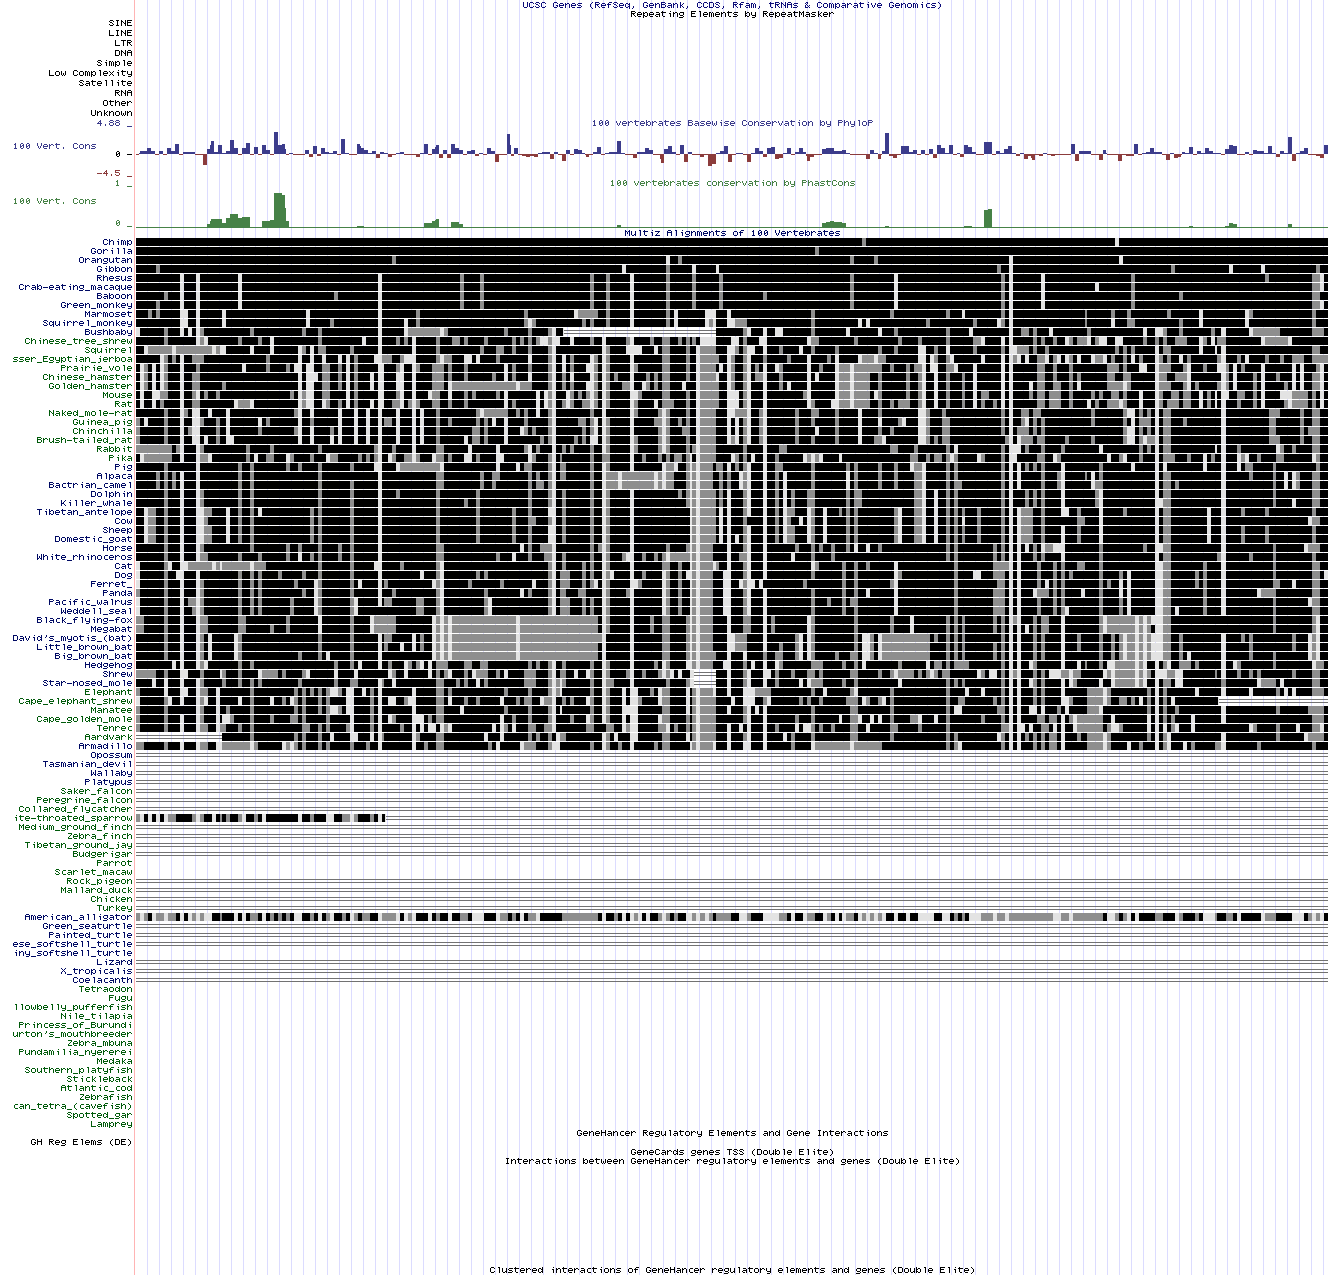 UCSC Genes (RefSeq, GenBank, CCDS, Rfam, tRNAs & Comparative Genomics)
Repeating Elements by RepeatMasker
SINE
LINE
LTR
DNA
Simple
Low Complexity
Satellite
RNA
Other
Unknown
4.88 _
100 vertebrates Basewise Conservation by PhyloP
100 Vert. Cons
0 -
-4.5 _
1 _
100 vertebrates conservation by PhastCons
100 Vert. Cons
0 _
Multiz Alignments of 100 Vertebrates
Chimp
Gorilla
Orangutan
Gibbon
Rhesus
Crab-eating_macaque
Baboon
Green_monkey
Marmoset
Squirrel_monkey
Bushbaby
Chinese_tree_shrew
Squirrel
sser_Egyptian_jerboa
Prairie_vole
Chinese_hamster
Golden_hamster
Mouse
Rat
Naked_mole-rat
Guinea_pig
Chinchilla
Brush-tailed_rat
Rabbit
Pika
Pig
Alpaca
Bactrian_camel
Dolphin
Killer_whale
Tibetan_antelope
Cow
Sheep
Domestic_goat
Horse
White_rhinoceros
Cat
Dog
Ferret_
Panda
Pacific_walrus
Weddell_seal
Black_flying-fox
Megabat
David's_myotis_(bat)
Little_brown_bat
Big_brown_bat
Hedgehog
Shrew
Star-nosed_mole
Elephant
Cape_elephant_shrew
Manatee
Cape_golden_mole
Tenrec
Aardvark
Armadillo
Opossum
Tasmanian_devil
Wallaby
Platypus
Saker_falcon
Peregrine_falcon
Collared_flycatcher
ite-throated_sparrow
Medium_ground_finch
Zebra_finch
Tibetan_ground_jay
Budgerigar
Parrot
Scarlet_macaw
Rock_pigeon
Mallard_duck
Chicken
Turkey
American_alligator
Green_seaturtle
Painted_turtle
ese_softshell_turtle
iny_softshell_turtle
Lizard
X_tropicalis
Coelacanth
Tetraodon
Fugu
llowbelly_pufferfish
Nile_tilapia
Princess_of_Burundi
urton's_mouthbreeder
Zebra_mbuna
Pundamilia_nyererei
Medaka
Southern_platyfish
Stickleback
Atlantic_cod
Zebrafish
can_tetra_(cavefish)
Spotted_gar
Lamprey
GeneHancer Regulatory Elements and Gene Interactions
GH Reg Elems (DE)
GeneCards genes TSS (Double Elite)
Interactions between GeneHancer regulatory elements and genes (Double Elite)
Clustered interactions of GeneHancer regulatory elements and genes (Double Elite)